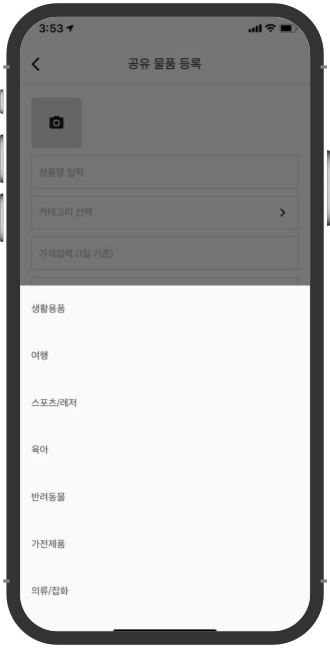 3:53
공유 물품 등록
상품명 입력
카테고리 선택
가격입력 (1일 기준)
생활용품
여행
스포츠/레저
육아
반려동물
가전제품
의류/잡화